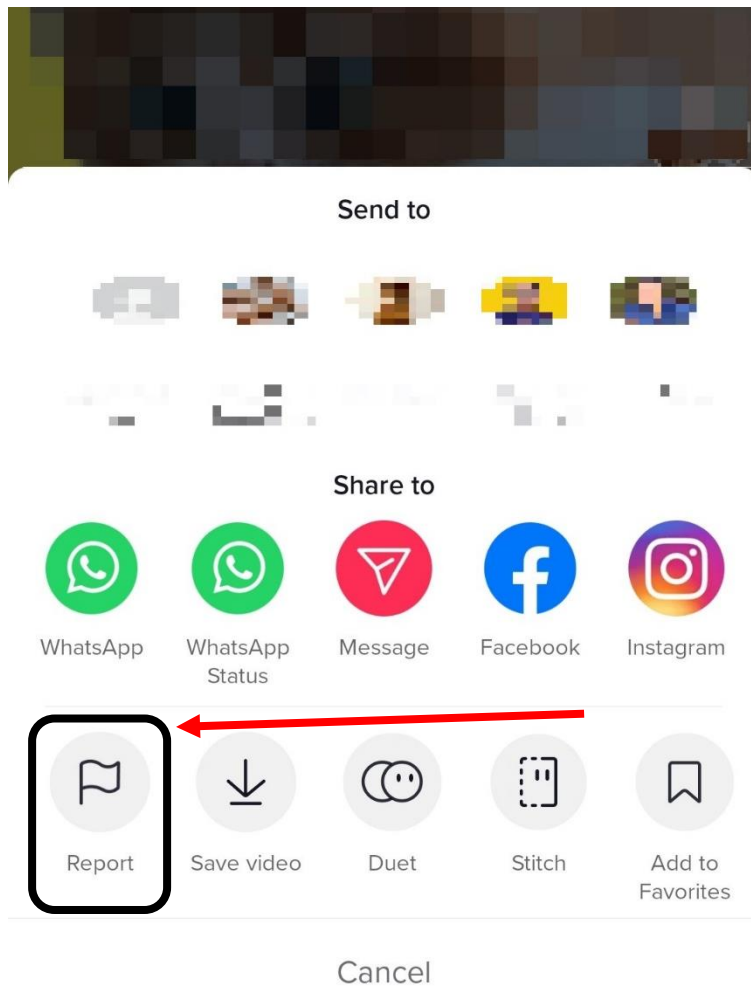 Send to
Share to
WhatsApp
WhatsApp Status
Message
Facebook
Instagram
Report
Save video
Duet
Stitch
Add to Favorites
Cancel